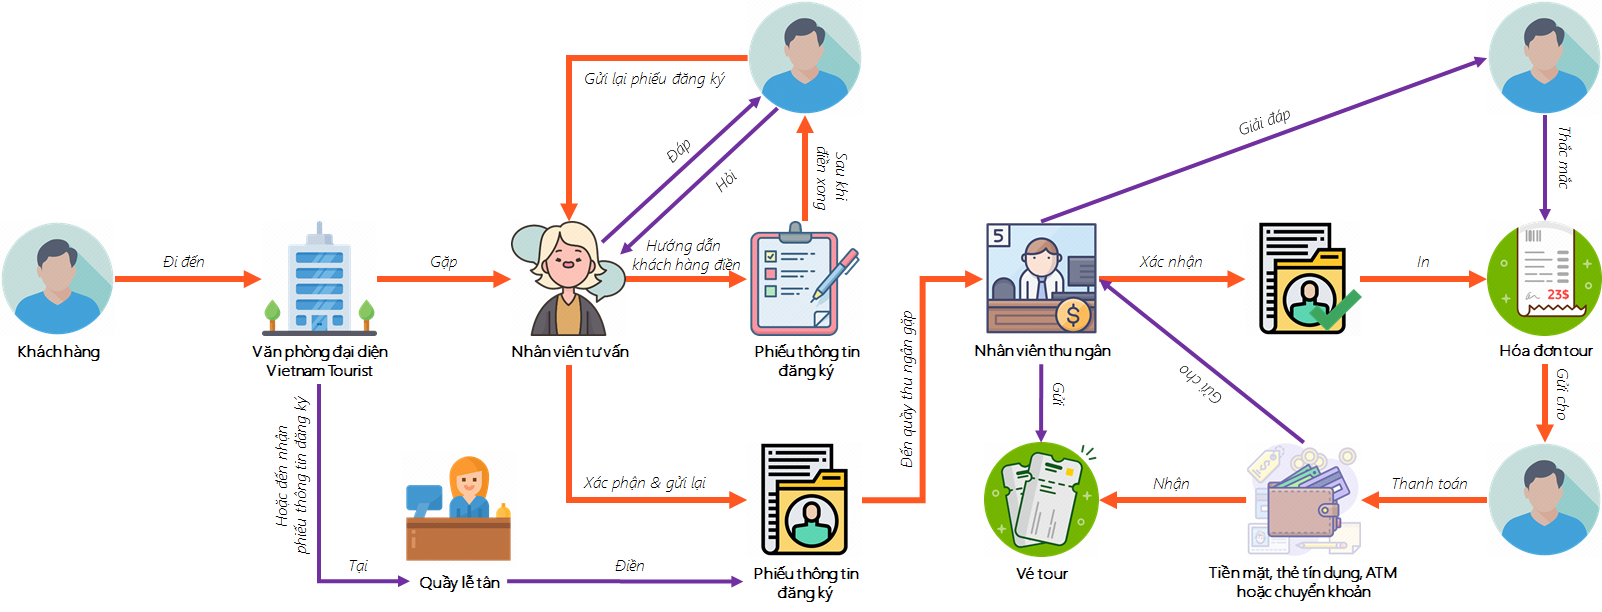 Gửi lại phiếu đăng ký
Đáp
Hỏi
Sau khi
điền xong
Giải đáp
Thắc mắc
Đi đến
Gặp
Hướng dẫn
khách hàng điền
5
$
Xác nhận
In
23$
Khách hàng
Văn phòng đại diện
Vietnam Tourist
Nhân viên tư vấn
Phiếu thông tin
đăng ký
Đến quầy thu ngân gặp
Nhân viên thu ngân
Hóa đơn tour
Gửi
Gửi cho
Gửi cho
Hoặc đến nhận
phiếu thông tin đăng ký
Xác phận & gửi lại
Nhận
Thanh toán
Tại
Quầy lễ tân
Điền
Phiếu thông tin
đăng ký
Vé tour
Tiền mặt, thẻ tín dụng, ATM
hoặc chuyển khoản